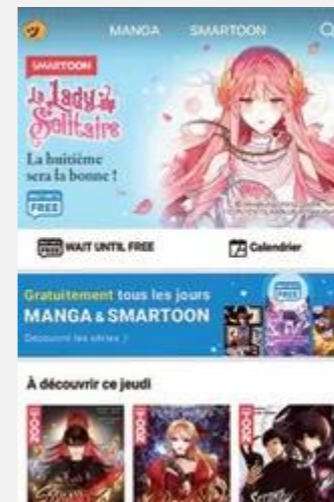 MANGA SMARTOON
SMARTOON
La Lady &
Solitaire
La huitième
sera la bonne !
FREE
WAIT UNTIL FREE
Calendrier
Gratuitement tous les jours
FREE
MANGA & SMARTOON
Découvrir les séries
À découvrir ce jeudi